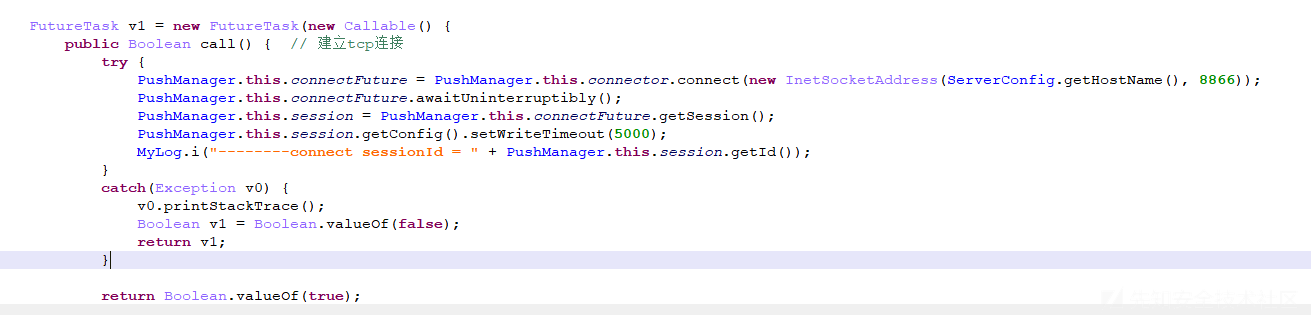 FutureTask v1 = new FutureTask(new Callable() {
    public Boolean call() {  // 建立tcp连接
        try {
            PushManager.this.connectFuture = PushManager.this.connector.connect(new InetSocketAddress(ServerConfig.getHostName(), 8866));
            PushManager.this.connectFuture.awaitUninterruptibly();
            PushManager.this.session = PushManager.this.connectFuture.getSession();
            PushManager.this.session.getConfig().setWriteTimeout(5000);
            MyLog.i("--------connect sessionId = " + PushManager.this.session.getId());
        }
        catch(Exception v0) {
            v0.printStackTrace();
            Boolean v1 = Boolean.valueOf(false);
            return v1;
        }
        return Boolean.valueOf(true);